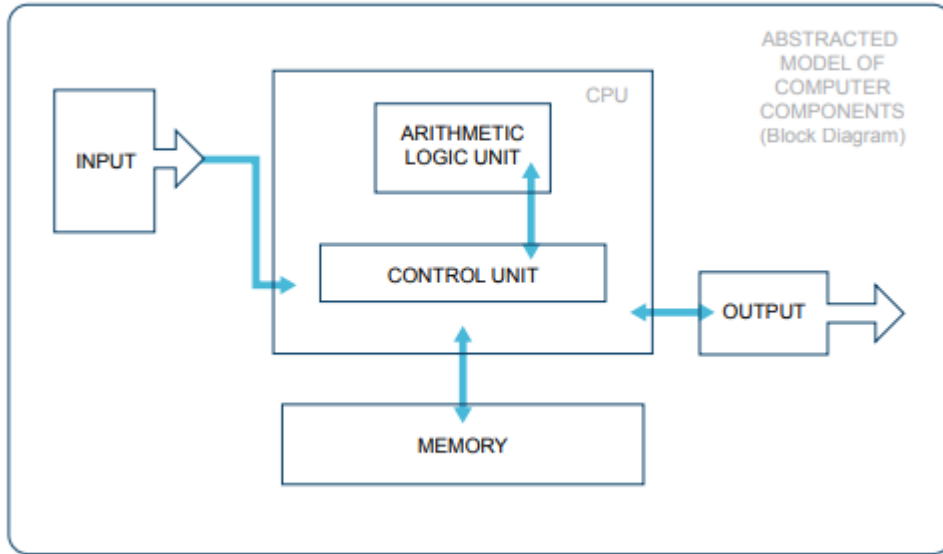 ABSTRACTED
MODEL OF
COMPUTER
COMPONENTS
(Block Diagram)
CPU
ARITHMETIC
LOGIC UNIT
INPUT
CONTROL UNIT
OUTPUT
MEMORY